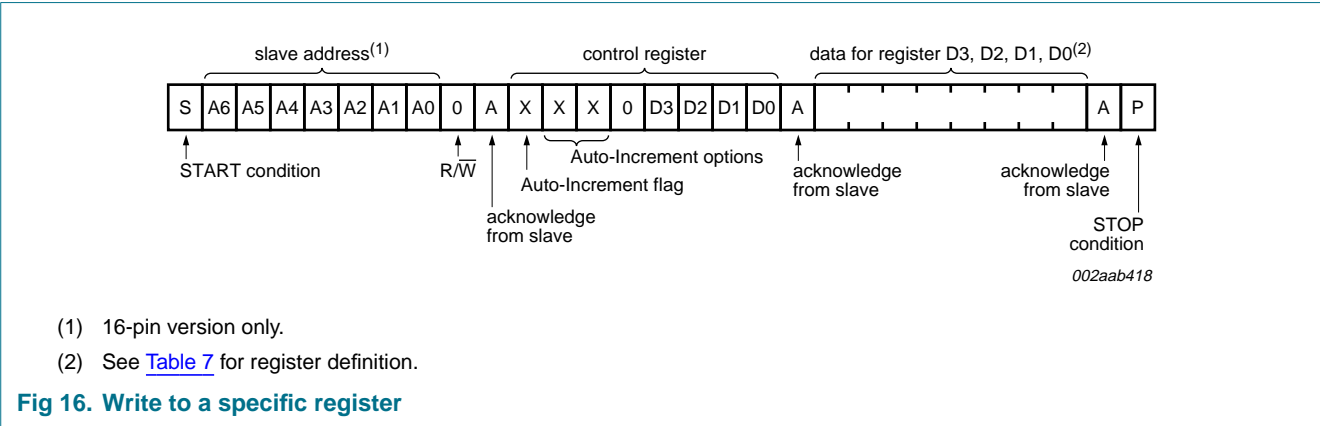 slave address(1) control register data for register D3, D2, D1, D0(2)
S A6 A5 A4 A3 A2 A1 A0 0 A X X X 0 D3 D2 D1 D0 A A P
START condition R/W̅ Auto-Increment options acknowledge acknowledge
Auto-Increment flag from slave from slave
acknowledge
from slave
STOP
condition
002aab418
(1) 16-pin version only.
(2) See Table 7 for register definition.
Fig 16. Write to a specific register